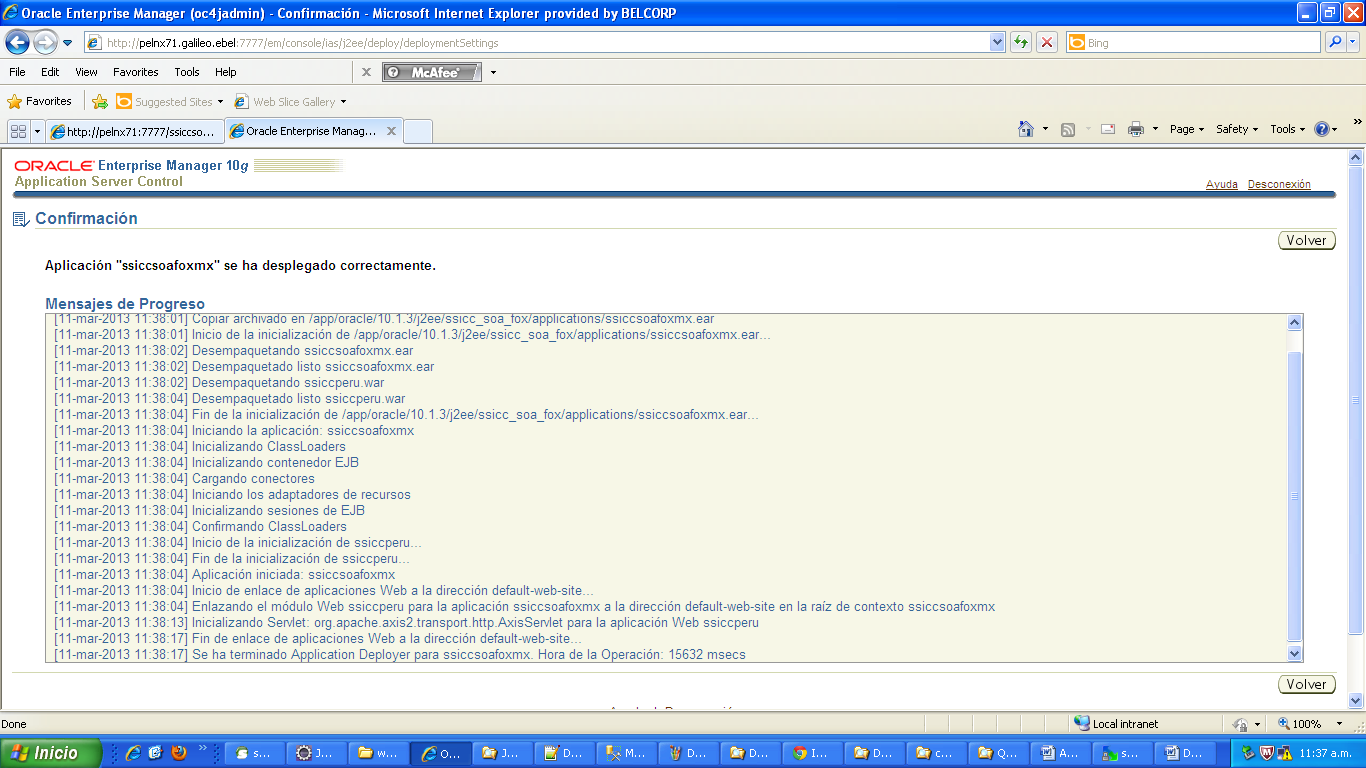 Oracle Enterprise Manager (oc4jadmin) - Confirmación - Microsoft Internet Explorer provided by BELCORP
http://pelnx71.galileo.ebel:7777/em/console/ias/j2ee/deploy/deploymentSettings
Bing
File Edit View Favorites Tools Help
x McAfee
Favorites Suggested Sites Web Slice Gallery
http://pelnx71:7777/ssiccso... Oracle Enterprise Manag... Page Safety Tools
ORACLE Enterprise Manager 10g
Application Server Control
Ayuda Desconexión
Confirmación
Volver
Aplicación "ssiccsoafoxmx" se ha desplegado correctamente.
Mensajes de Progreso
[11-mar-2013 11:38:01] Copiar archivado en /app/oracle/10.1.3/j2ee/ssicc_soa_fox/applications/ssiccsoafoxmx.ear
[11-mar-2013 11:38:01] Inicio de la inicialización de /app/oracle/10.1.3/j2ee/ssicc_soa_fox/applications/ssiccsoafoxmx.ear...
[11-mar-2013 11:38:02] Desempaquetando ssiccsoafoxmx.ear
[11-mar-2013 11:38:02] Desempaquetado listo ssiccsoafoxmx.ear
[11-mar-2013 11:38:02] Desempaquetando ssiccperu.war
[11-mar-2013 11:38:04] Desempaquetado listo ssiccperu.war
[11-mar-2013 11:38:04] Fin de la inicialización de /app/oracle/10.1.3/j2ee/ssicc_soa_fox/applications/ssiccsoafoxmx.ear...
[11-mar-2013 11:38:04] Iniciando la aplicación: ssiccsoafoxmx
[11-mar-2013 11:38:04] Inicializando ClassLoaders
[11-mar-2013 11:38:04] Inicializando contenedor EJB
[11-mar-2013 11:38:04] Cargando conectores
[11-mar-2013 11:38:04] Iniciando los adaptadores de recursos
[11-mar-2013 11:38:04] Inicializando sesiones de EJB
[11-mar-2013 11:38:04] Confirmando ClassLoaders
[11-mar-2013 11:38:04] Inicio de la inicialización de ssiccperu...
[11-mar-2013 11:38:04] Fin de la inicialización de ssiccperu...
[11-mar-2013 11:38:04] Aplicación iniciada: ssiccsoafoxmx
[11-mar-2013 11:38:04] Inicio de enlace de aplicaciones Web a la dirección default-web-site...
[11-mar-2013 11:38:04] Enlazando el módulo Web ssiccperu para la aplicación ssiccsoafoxmx a la dirección default-web-site en la raíz de contexto ssiccsoafoxmx
[11-mar-2013 11:38:13] Inicializando Servlet: org.apache.axis2.transport.http.AxisServlet para la aplicación Web ssiccperu
[11-mar-2013 11:38:17] Fin de enlace de aplicaciones Web a la dirección default-web-site...
[11-mar-2013 11:38:17] Se ha terminado Application Deployer para ssiccsoafoxmx. Hora de la Operación: 15632 msecs
Volver
Done Local intranet 100%
Inicio s... J... w... O... J... D... M... D... D... I... D... c... Q... A... s... D... 11:37 a.m.